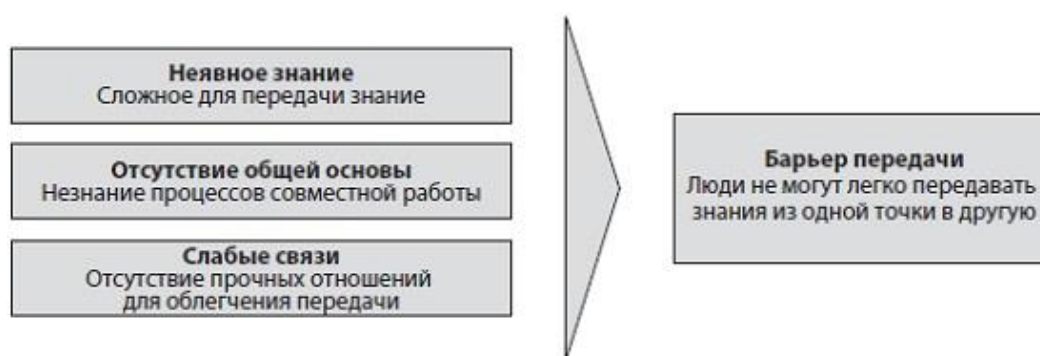 Неявное знание
Сложное для передачи знание
Отсутствие общей основы
Незнание процессов совместной работы
Слабые связи
Отсутствие прочных отношений
для облегчения передачи
Барьер передачи
Люди не могут легко передавать
знания из одной точки в другую